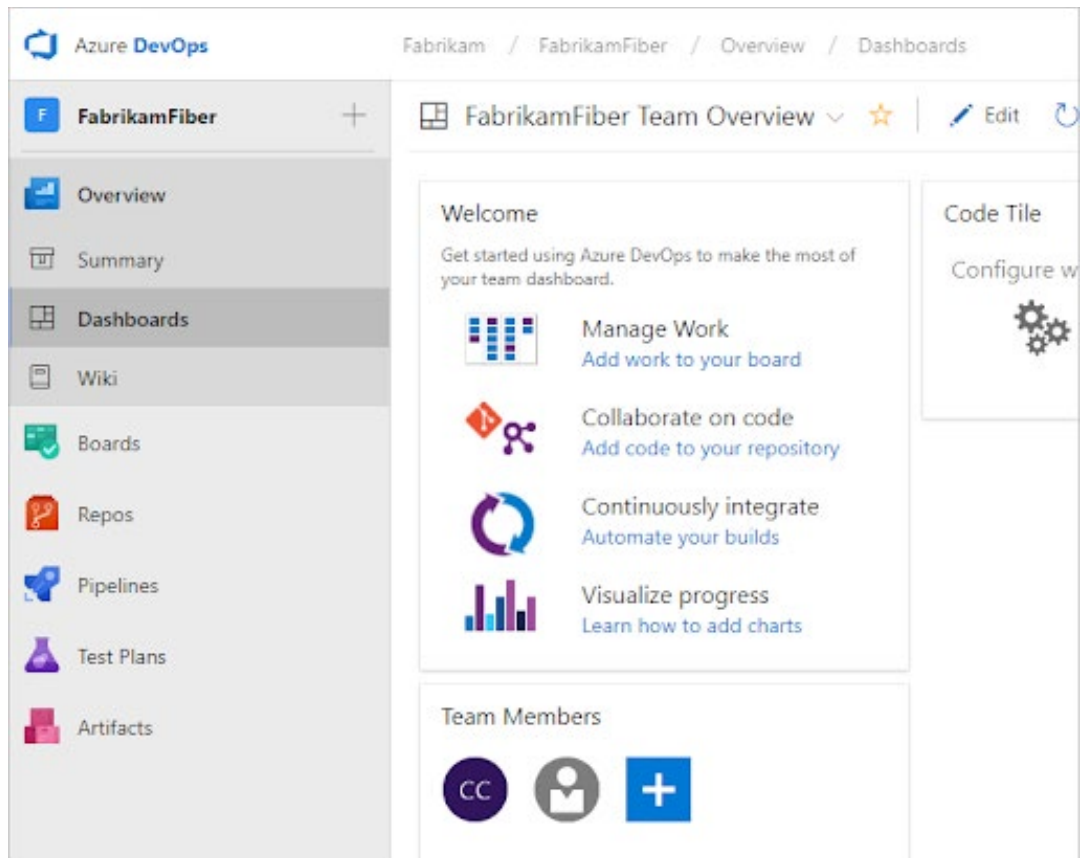 Azure DevOps
Fabrikam / FabrikamFiber / Overview / Dashboards
F FabrikamFiber
FabrikamFiber Team Overview
Edit
Overview
Summary
Dashboards
Wiki
Boards
Repos
Pipelines
Test Plans
Artifacts
Welcome
Get started using Azure DevOps to make the most of
your team dashboard.
Manage Work
Add work to your board
Collaborate on code
Add code to your repository
Continuously integrate
Automate your builds
Visualize progress
Learn how to add charts
Code Tile
Configure w
Team Members
CC